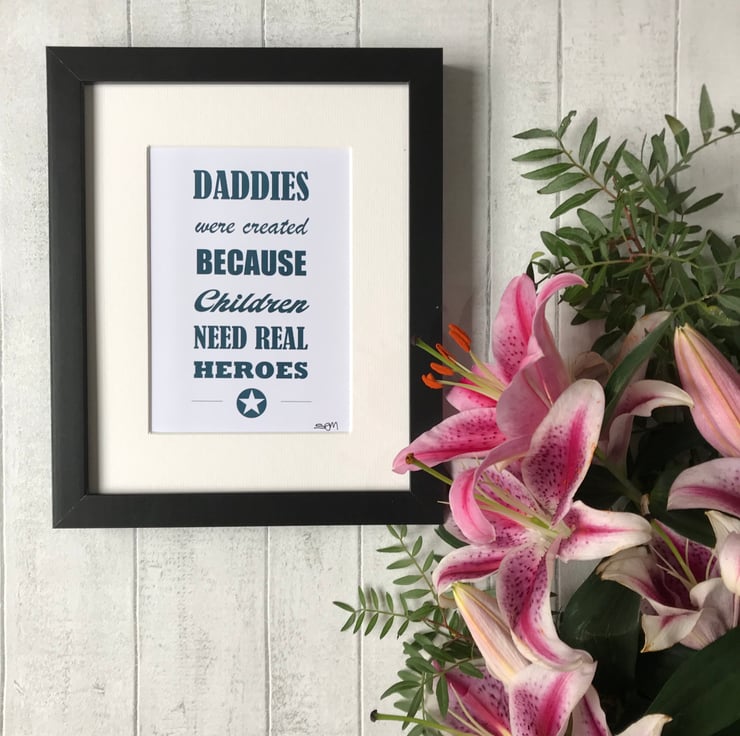 DADDIES
were created
BECAUSE
Children
NEED REAL
HEROES